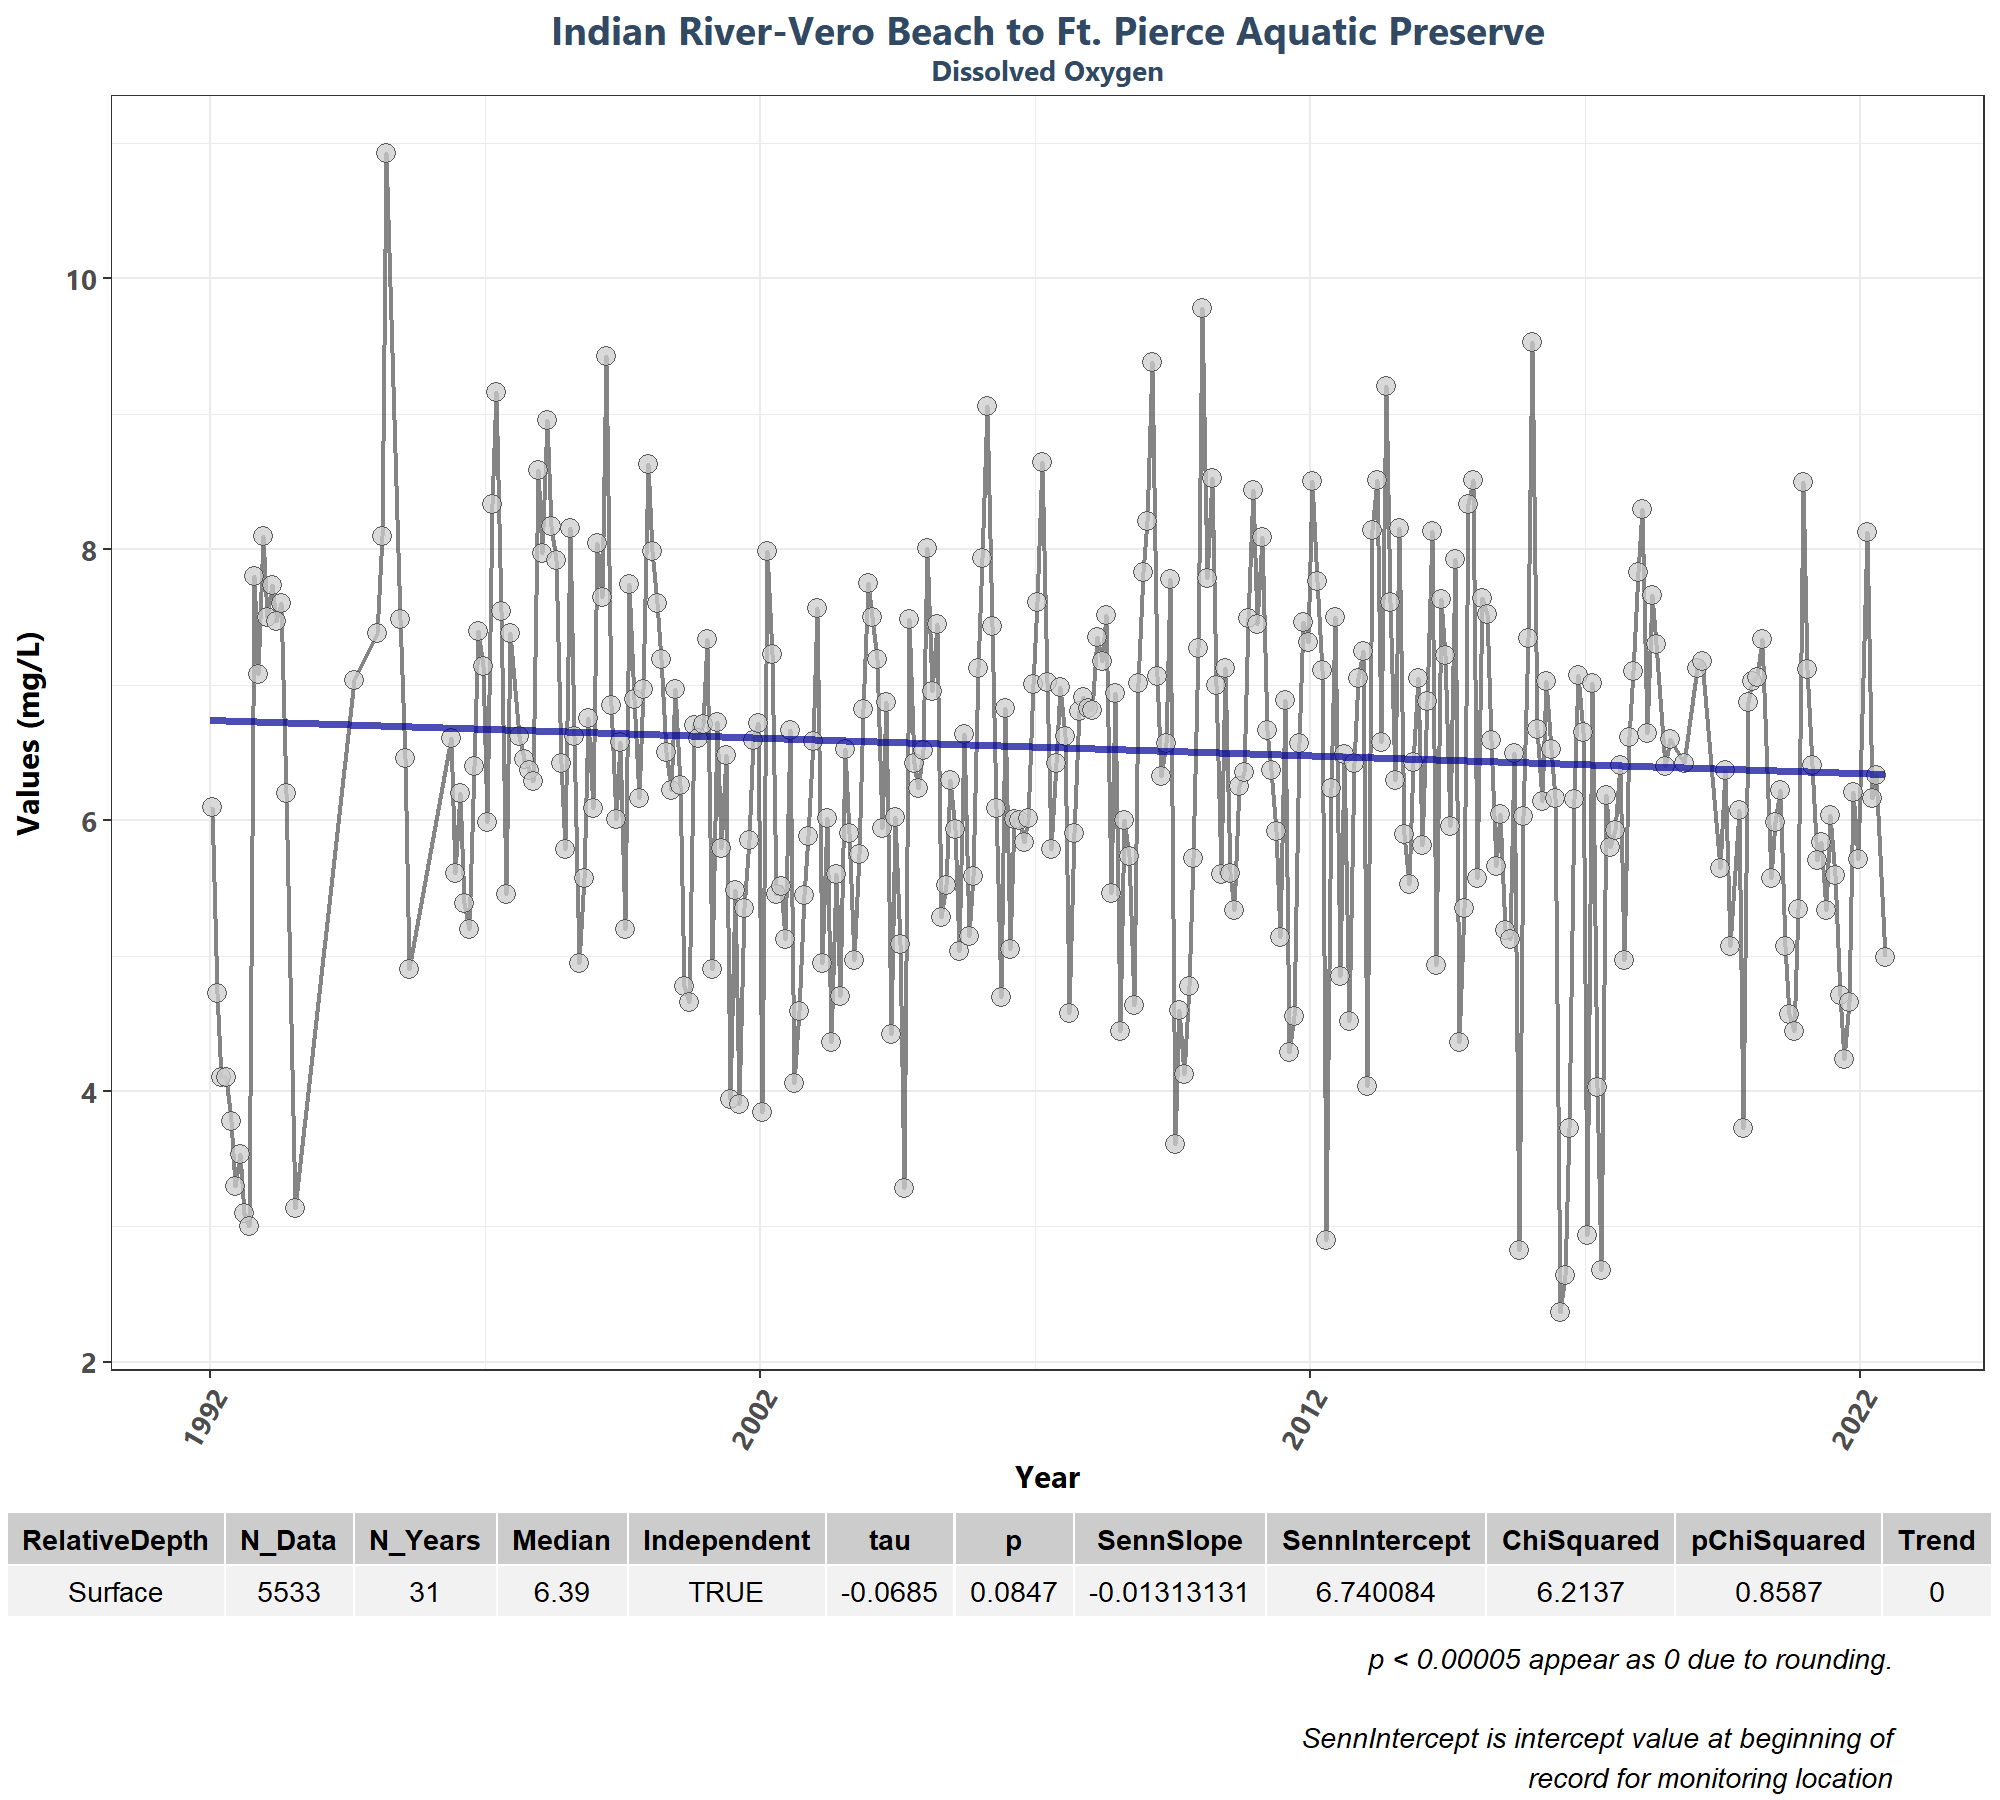 Indian River-Vero Beach to Ft. Pierce Aquatic Preserve
Dissolved Oxygen
Values (mg/L)
10
8
6
4
2
1992 2002 2012 2022
Year
RelativeDepth N_Data N_Years Median Independent tau p SennSlope SennIntercept ChiSquared pChiSquared Trend
Surface 5533 31 6.39 TRUE -0.0685 0.0847 -0.01313131 6.740084 6.2137 0.8587 0
p < 0.00005 appear as 0 due to rounding.
SennIntercept is intercept value at beginning of
record for monitoring location